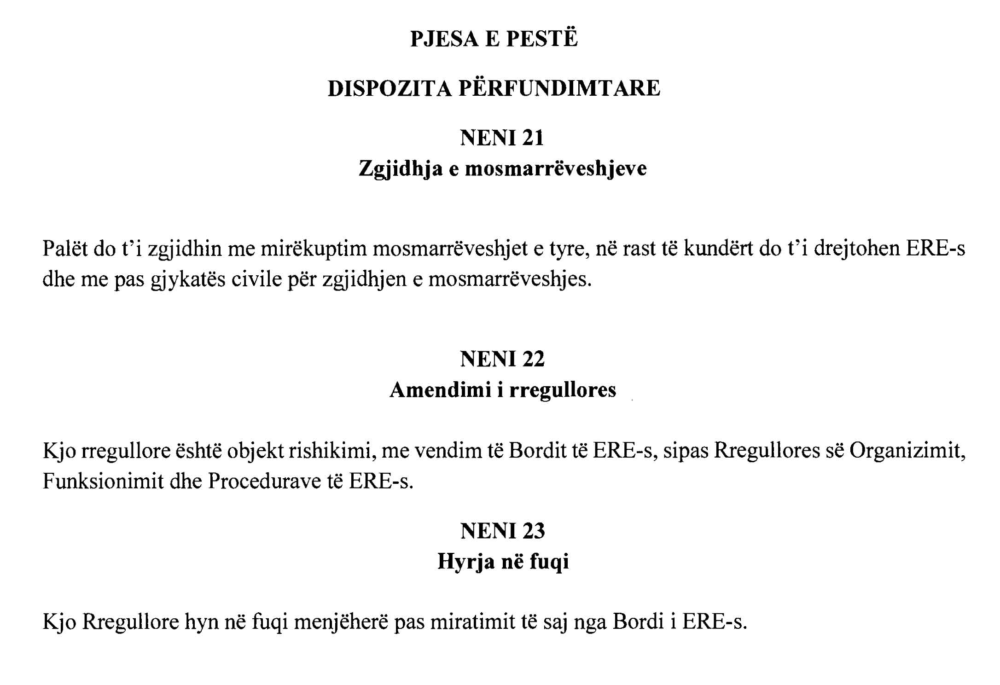 PJESA E PESTË
DISPOZITA PËRFUNDIMTARE
NENI 21
Zgjidhja e mosmarrëveshjeve
Palët do t’i zgjidhin me mirëkuptim mosmarrëveshjet e tyre, në rast të kundërt do t’i drejtohen ERE-s
dhe me pas gjykatës civile për zgjidhjen e mosmarrëveshjes.
NENI 22
Amendimi i rregullores
Kjo rregullore është objekt rishikimi, me vendim të Bordit të ERE-s, sipas Rregullores së Organizimit,
Funksionimit dhe Procedurave të ERE-s.
NENI 23
Hyrja në fuqi
Kjo Rregullore hyn në fuqi menjëherë pas miratimit të saj nga Bordi i ERE-s.